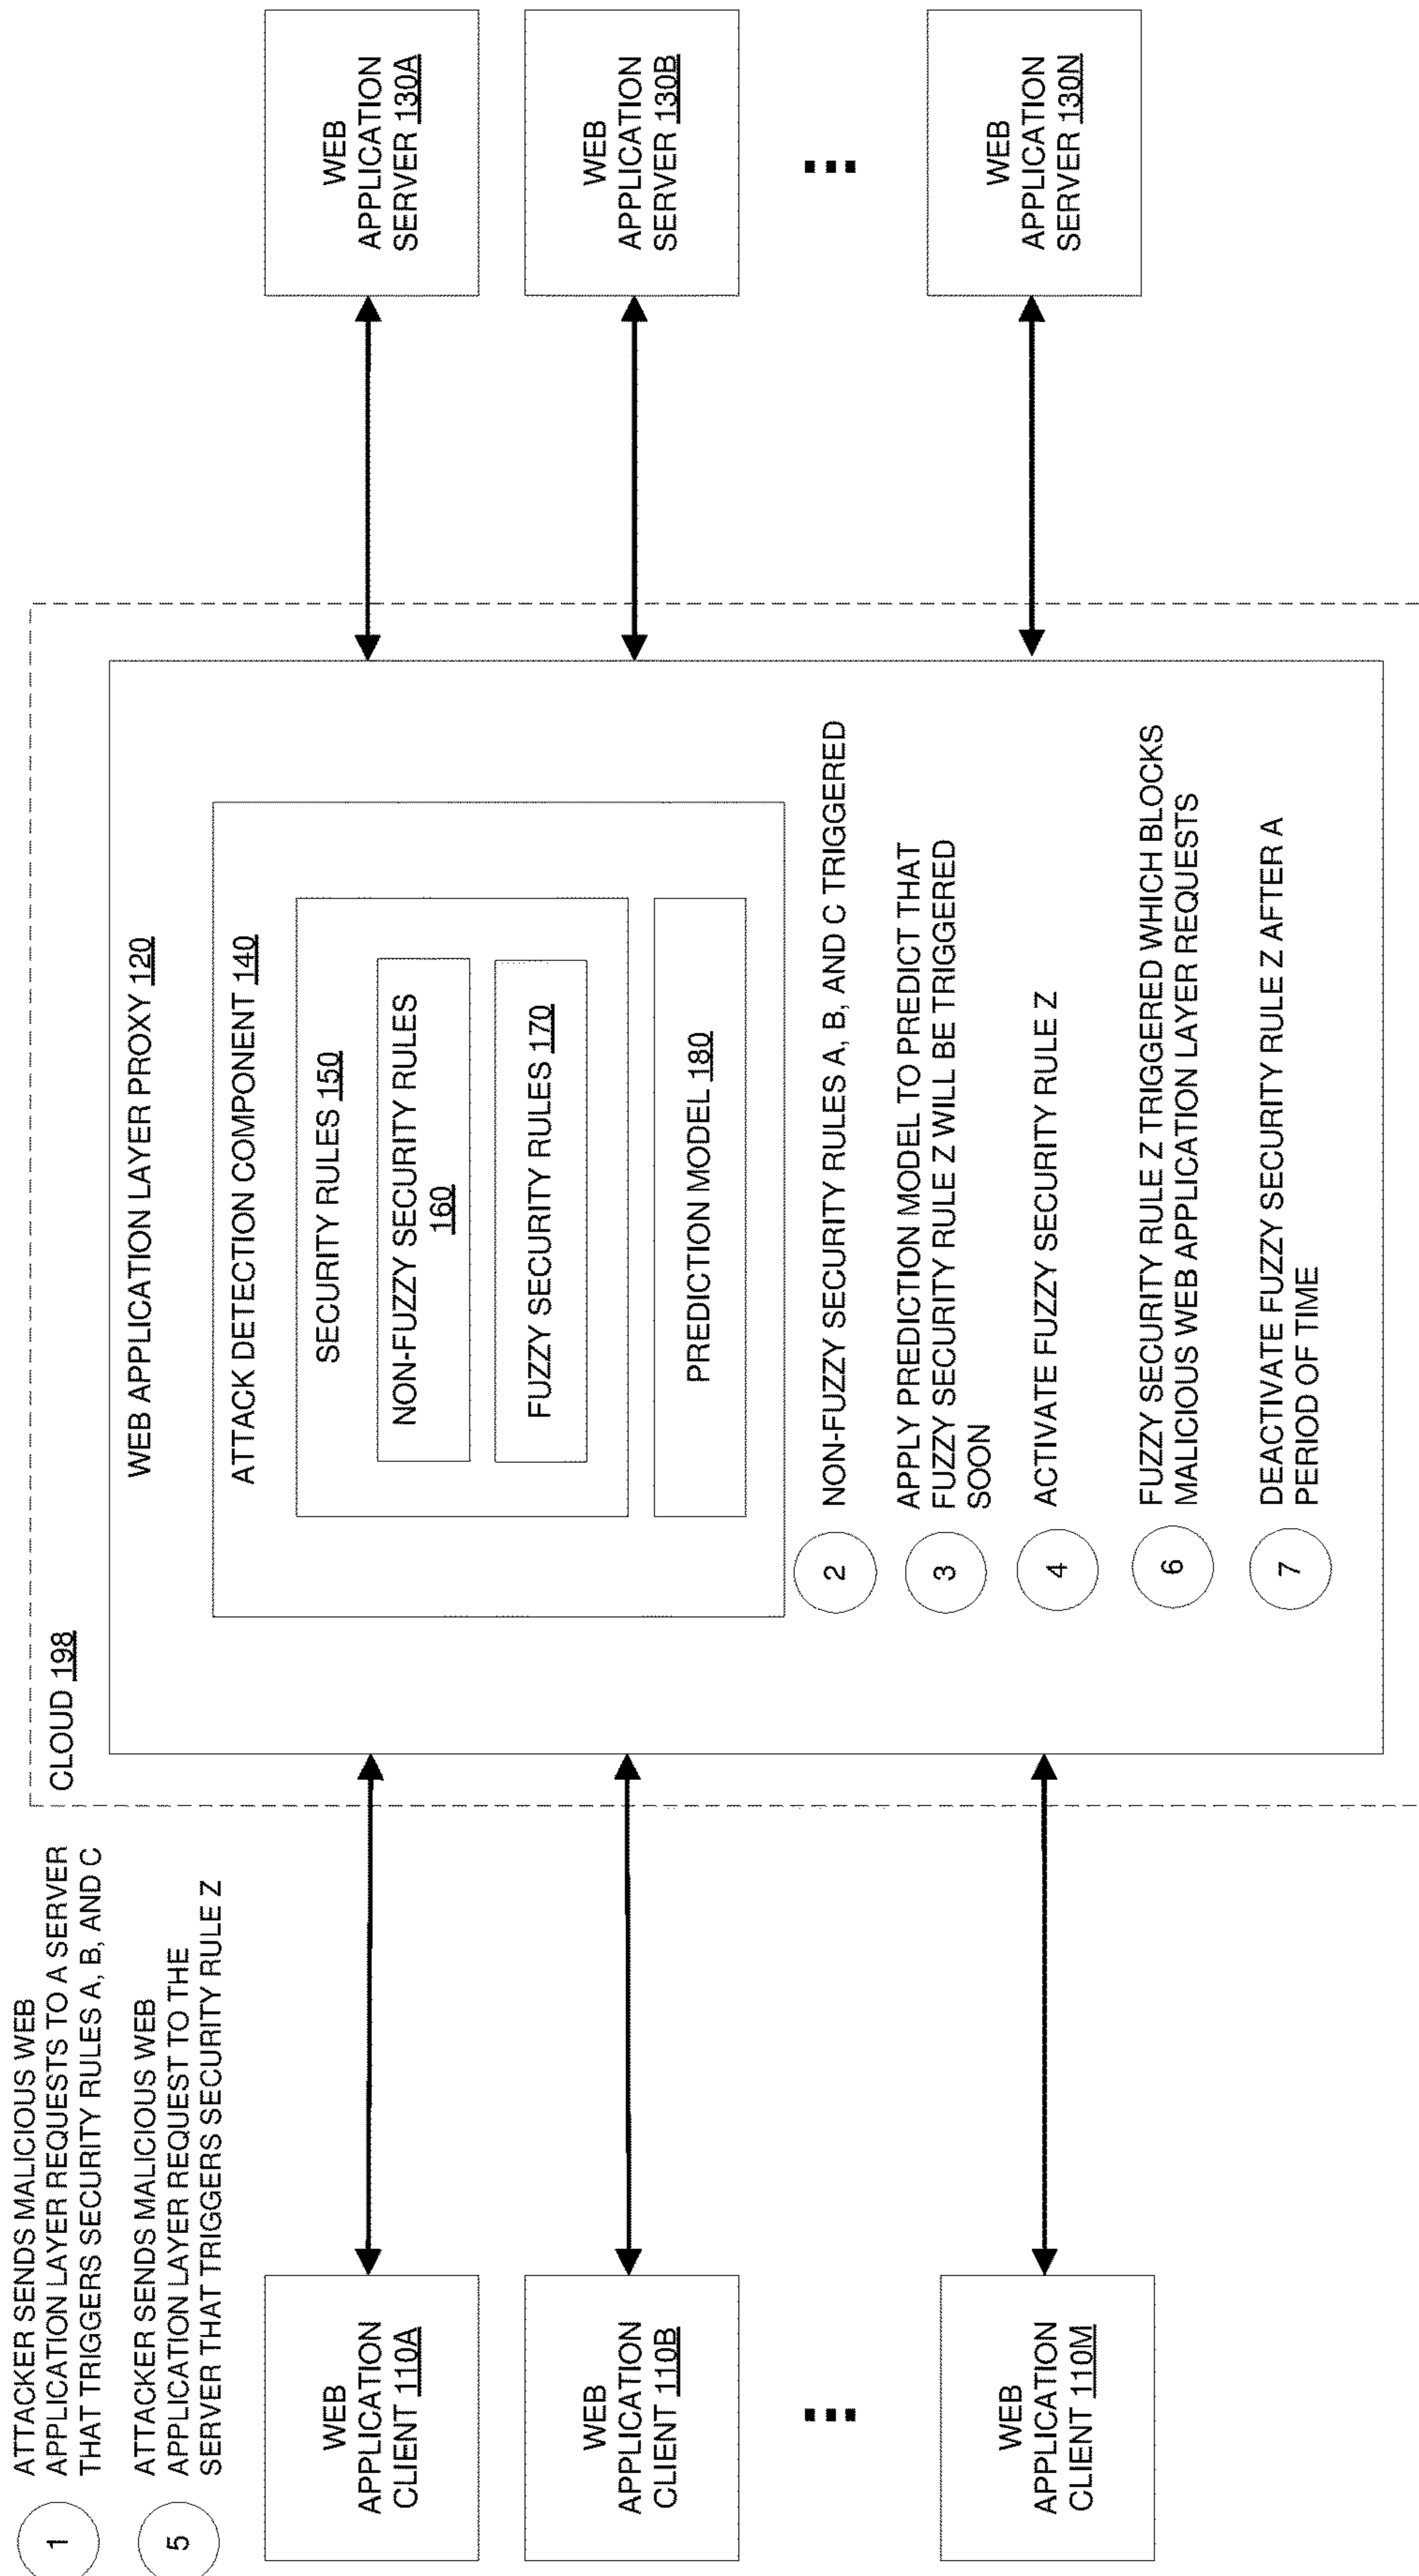 1
ATTACKER SENDS MALICIOUS WEB
APPLICATION LAYER REQUESTS TO A SERVER
THAT TRIGGERS SECURITY RULES A, B, AND C
5
ATTACKER SENDS MALICIOUS WEB
APPLICATION LAYER REQUEST TO THE
SERVER THAT TRIGGERS SECURITY RULE Z
WEB
APPLICATION
CLIENT 110A
WEB
APPLICATION
CLIENT 110B
WEB
APPLICATION
CLIENT 110M
CLOUD 198
WEB APPLICATION LAYER PROXY 120
ATTACK DETECTION COMPONENT 140
SECURITY RULES 150
NON-FUZZY SECURITY RULES
160
FUZZY SECURITY RULES 170
PREDICTION MODEL 180
2
NON-FUZZY SECURITY RULES A, B, AND C TRIGGERED
3
APPLY PREDICTION MODEL TO PREDICT THAT
FUZZY SECURITY RULE Z WILL BE TRIGGERED
SOON
4
ACTIVATE FUZZY SECURITY RULE Z
6
FUZZY SECURITY RULE Z TRIGGERED WHICH BLOCKS
MALICIOUS WEB APPLICATION LAYER REQUESTS
7
DEACTIVATE FUZZY SECURITY RULE Z AFTER A
PERIOD OF TIME
WEB
APPLICATION
SERVER 130A
WEB
APPLICATION
SERVER 130B
WEB
APPLICATION
SERVER 130N